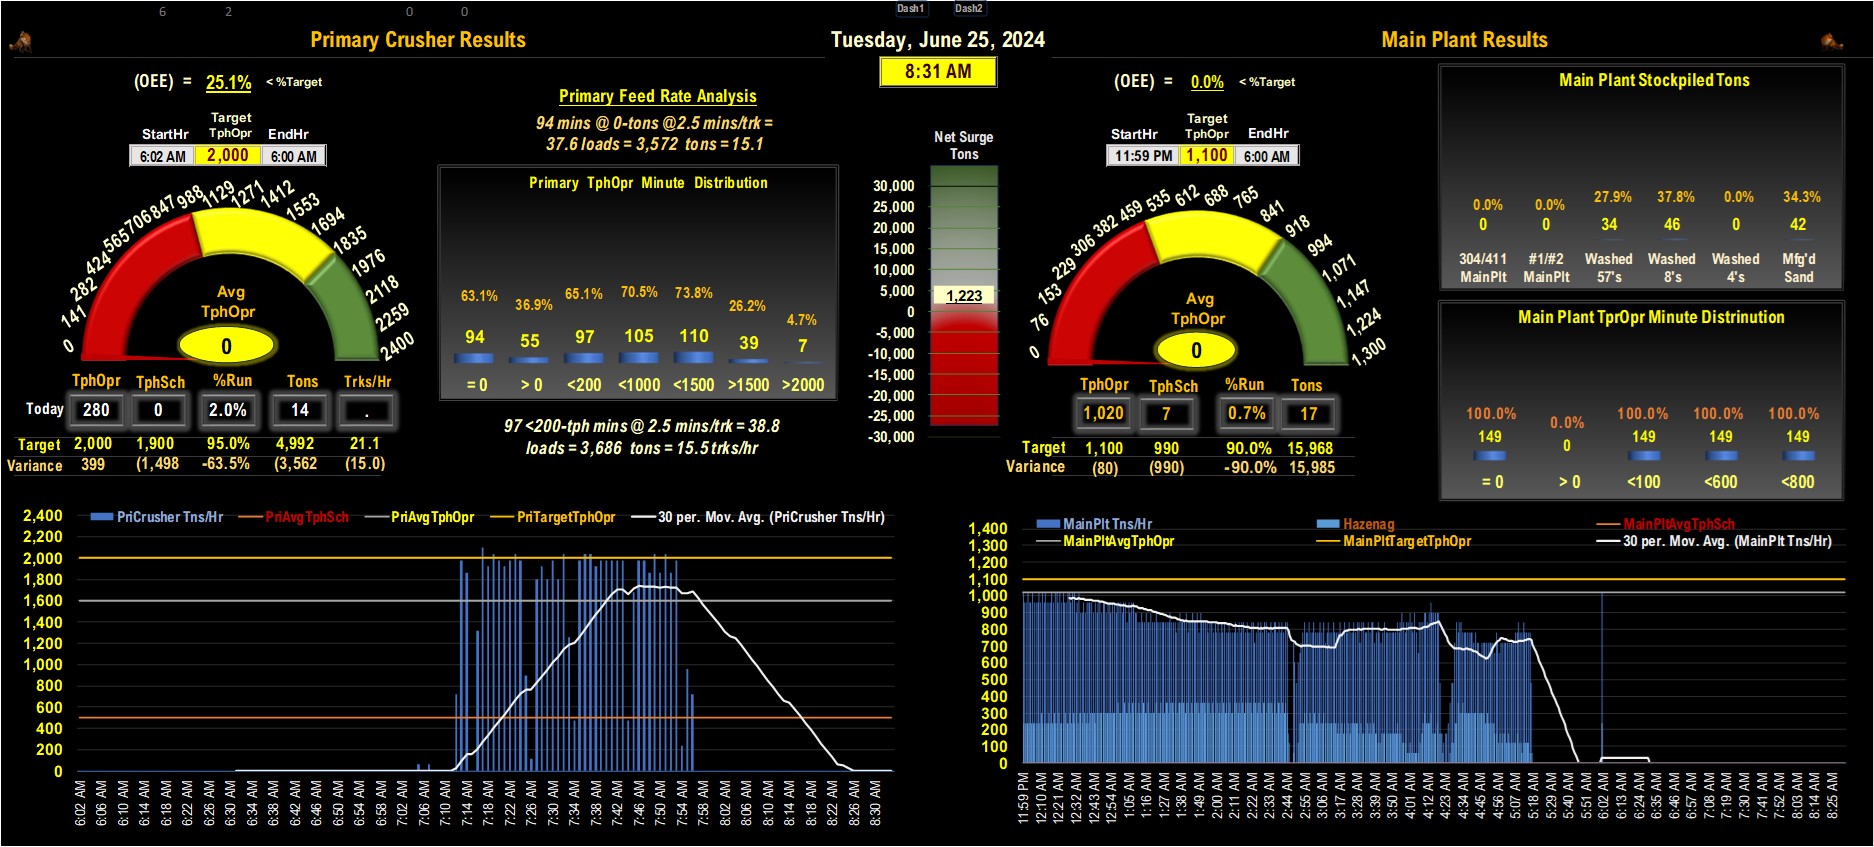 6 2 0 0 Dash1 Dash2
Primary Crusher Results
Tuesday, June 25, 2024
Main Plant Results
8:31 AM
(OEE) = 25.1% < %Target
Target
StartHr TphOpr EndHr
6:02 AM 2,000 6:00 AM
0 141 282 424 565 706 847 988 1129 1271 1412 1553 1694 1835 1976 2118 2259 2400
Avg
TphOpr
0
TphOpr TphSch %Run Tons Trks/Hr
Today 280 0 2.0% 14 .
Target 2,000 1,900 95.0% 4,992 21.1
Variance 399 (1,498 -63.5% (3,562 (15.0)
Primary Feed Rate Analysis
94 mins @ 0-tons @2.5 mins/trk =
37.6 loads = 3,572 tons = 15.1
Primary TphOpr Minute Distribution
63.1% 36.9% 65.1% 70.5% 73.8% 26.2% 4.7%
94 55 97 105 110 39 7
= 0 > 0 <200 <1000 <1500 >1500 >2000
97 <200-tph mins @ 2.5 mins/trk = 38.8
loads = 3,686 tons = 15.5 trks/hr
Net Surge
Tons
30,000
25,000
20,000
15,000
10,000
5,000
1,223
0
-5,000
-10,000
-15,000
-20,000
-25,000
-30,000
(OEE) = 0.0% < %Target
Target
StartHr TphOpr EndHr
11:59 PM 1,100 6:00 AM
0 76 153 229 306 382 459 535 612 688 765 841 918 994 1,071 1,147 1,224 1,300
Avg
TphOpr
0
TphOpr TphSch %Run Tons
1,020 7 0.7% 17
Target 1,100 990 90.0% 15,968
Variance (80) (990) -90.0% 15,985
Main Plant Stockpiled Tons
0.0% 0.0% 27.9% 37.8% 0.0% 34.3%
0 0 34 46 0 42
304/411 #1/#2 Washed Washed Washed Mfg'd
MainPlt MainPlt 57's 8's 4's Sand
Main Plant TprOpr Minute Distrinution
100.0% 0.0% 100.0% 100.0% 100.0%
149 0 149 149 149
= 0 > 0 <100 <600 <800
PriCrusher Tns/Hr PriAvgTphSch PriAvgTphOpr PriTargetTphOpr 30 per. Mov. Avg. (PriCrusher Tns/Hr)
2,400
2,200
2,000
1,800
1,600
1,400
1,200
1,000
800
600
400
200
0
6:02 AM 6:06 AM 6:10 AM 6:14 AM 6:18 AM 6:22 AM 6:26 AM 6:30 AM 6:34 AM 6:38 AM 6:42 AM 6:46 AM 6:50 AM 6:54 AM 6:58 AM 7:02 AM 7:06 AM 7:10 AM 7:14 AM 7:18 AM 7:22 AM 7:26 AM 7:30 AM 7:34 AM 7:38 AM 7:42 AM 7:46 AM 7:50 AM 7:54 AM 7:58 AM 8:02 AM 8:06 AM 8:10 AM 8:14 AM 8:18 AM 8:22 AM 8:26 AM 8:30 AM
MainPlt Tns/Hr Hazenag MainPltAvgTphSch
MainPltAvgTphOpr MainPltTargetTphOpr 30 per. Mov. Avg. (MainPlt Tns/Hr)
1,400
1,300
1,200
1,100
1,000
900
800
700
600
500
400
300
200
100
0
11:59 PM 12:10 AM 12:21 AM 12:32 AM 12:43 AM 12:54 AM 1:05 AM 1:16 AM 1:27 AM 1:38 AM 1:49 AM 2:00 AM 2:11 AM 2:22 AM 2:33 AM 2:44 AM 2:55 AM 3:06 AM 3:17 AM 3:28 AM 3:39 AM 3:50 AM 4:01 AM 4:12 AM 4:23 AM 4:34 AM 4:45 AM 4:56 AM 5:07 AM 5:18 AM 5:29 AM 5:40 AM 5:51 AM 6:02 AM 6:13 AM 6:24 AM 6:35 AM 6:46 AM 6:57 AM 7:08 AM 7:19 AM 7:30 AM 7:41 AM 7:52 AM 8:03 AM 8:14 AM 8:25 AM